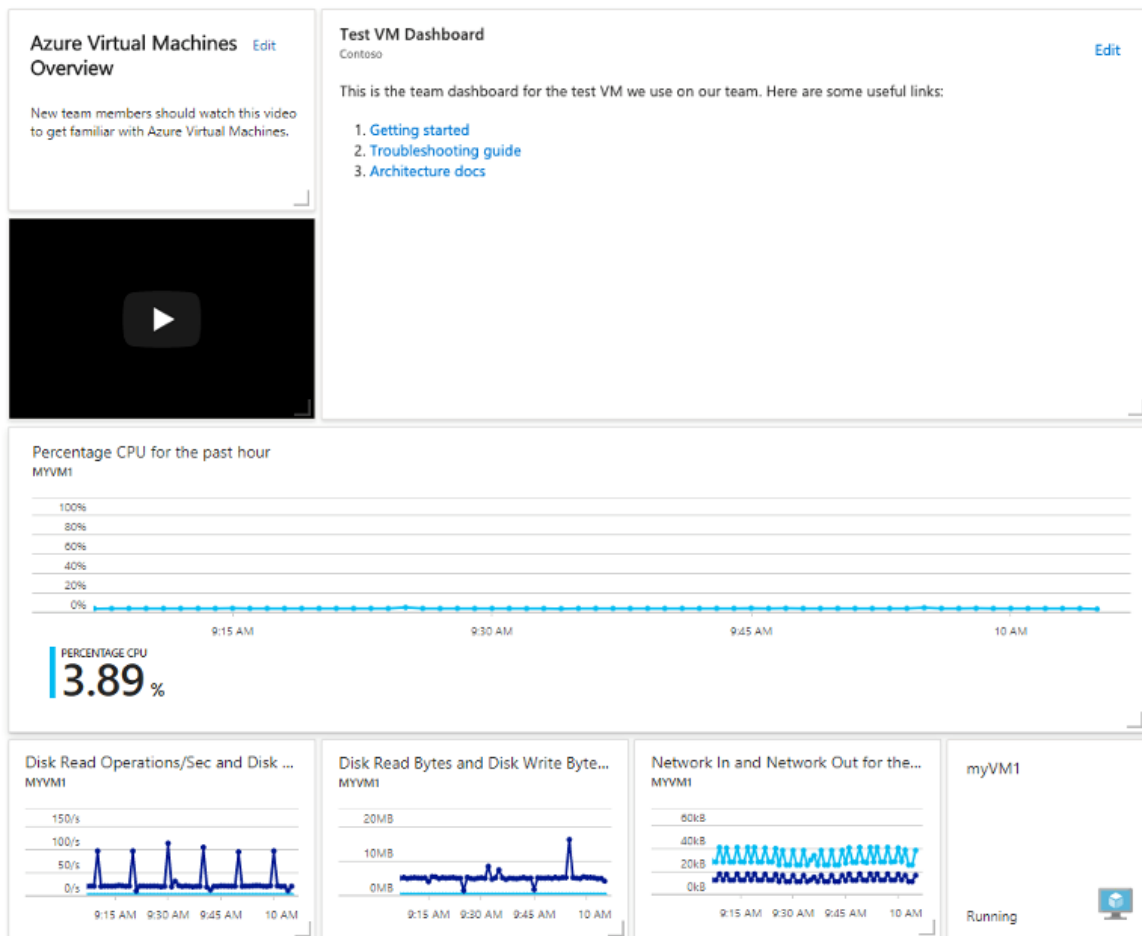 Azure Virtual Machines Edit
Overview
New team members should watch this video
to get familiar with Azure Virtual Machines.
Test VM Dashboard
Contoso
Edit
This is the team dashboard for the test VM we use on our team. Here are some useful links:
1. Getting started
2. Troubleshooting guide
3. Architecture docs
Percentage CPU for the past hour
MYVM1
100%
80%
60%
40%
20%
0%
9:15 AM 9:30 AM 9:45 AM 10 AM
PERCENTAGE CPU
3.89 %
Disk Read Operations/Sec and Disk ...
MYVM1
150/s
100/s
50/s
0/s
9:15 AM 9:30 AM 9:45 AM 10 AM
Disk Read Bytes and Disk Write Byte...
MYVM1
20MB
10MB
0MB
9:15 AM 9:30 AM 9:45 AM 10 AM
Network In and Network Out for the...
MYVM1
60kB
40kB
20kB
0kB
9:15 AM 9:30 AM 9:45 AM 10 AM
myVM1
Running